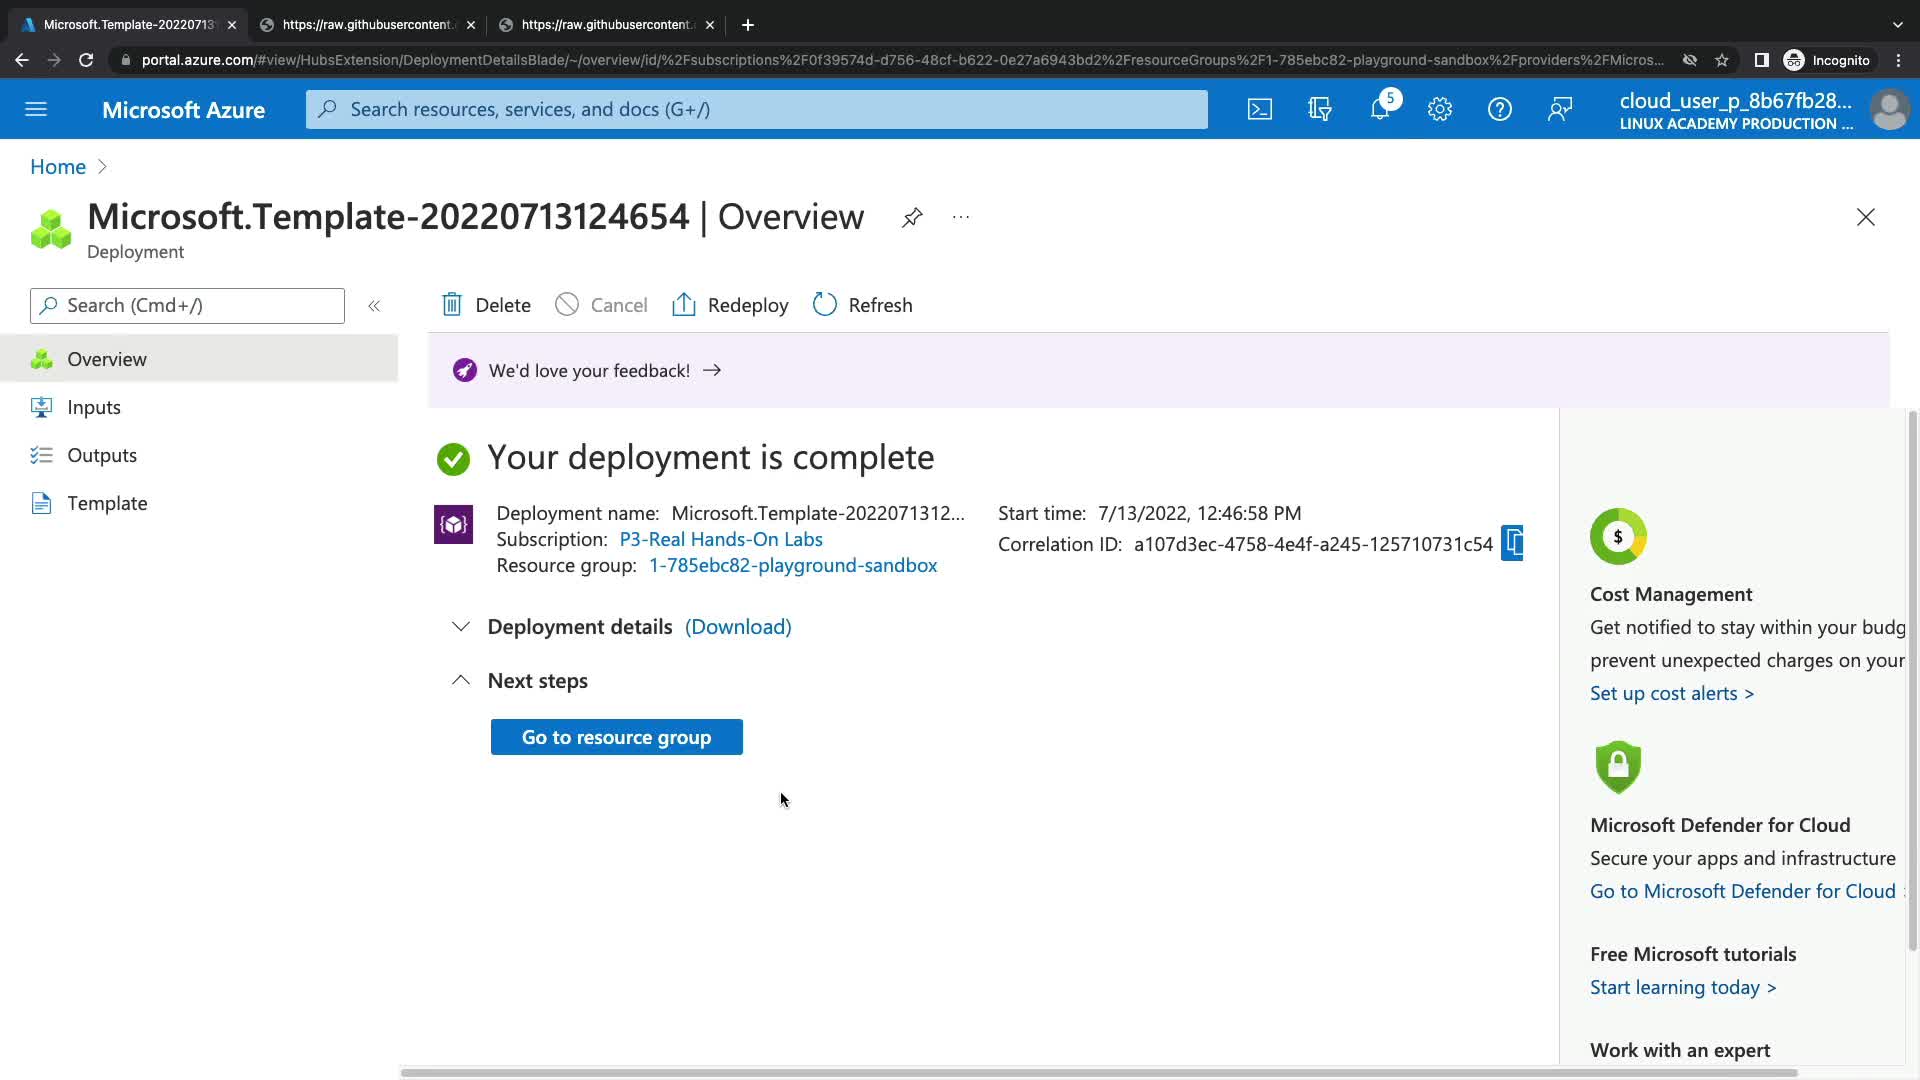 Microsoft.Template-20220713
https://raw.githubusercontent.
https://raw.githubusercontent.
portal.azure.com/#view/HubsExtension/DeploymentDetailsBlade/~/overview/id/%2Fsubscriptions%2F0f39574d-d756-48cf-b622-0e27a6943bd2%2FresourceGroups%2F1-785ebc82-playground-sandbox%2Fproviders%2FMicros...
Incognito
Microsoft Azure
Search resources, services, and docs (G+/)
5
cloud_user_p_8b67fb28...
LINUX ACADEMY PRODUCTION ...
Home
Microsoft.Template-20220713124654 | Overview
Deployment
Search (Cmd+/)
Overview
Inputs
Outputs
Template
Delete
Cancel
Redeploy
Refresh
We'd love your feedback!
Your deployment is complete
Deployment name: Microsoft.Template-2022071312...
Subscription: P3-Real Hands-On Labs
Resource group: 1-785ebc82-playground-sandbox
Start time: 7/13/2022, 12:46:58 PM
Correlation ID: a107d3ec-4758-4e4f-a245-125710731c54
Deployment details (Download)
Next steps
Go to resource group
$
Cost Management
Get notified to stay within your budg
prevent unexpected charges on your
Set up cost alerts >
Microsoft Defender for Cloud
Secure your apps and infrastructure
Go to Microsoft Defender for Cloud
Free Microsoft tutorials
Start learning today >
Work with an expert